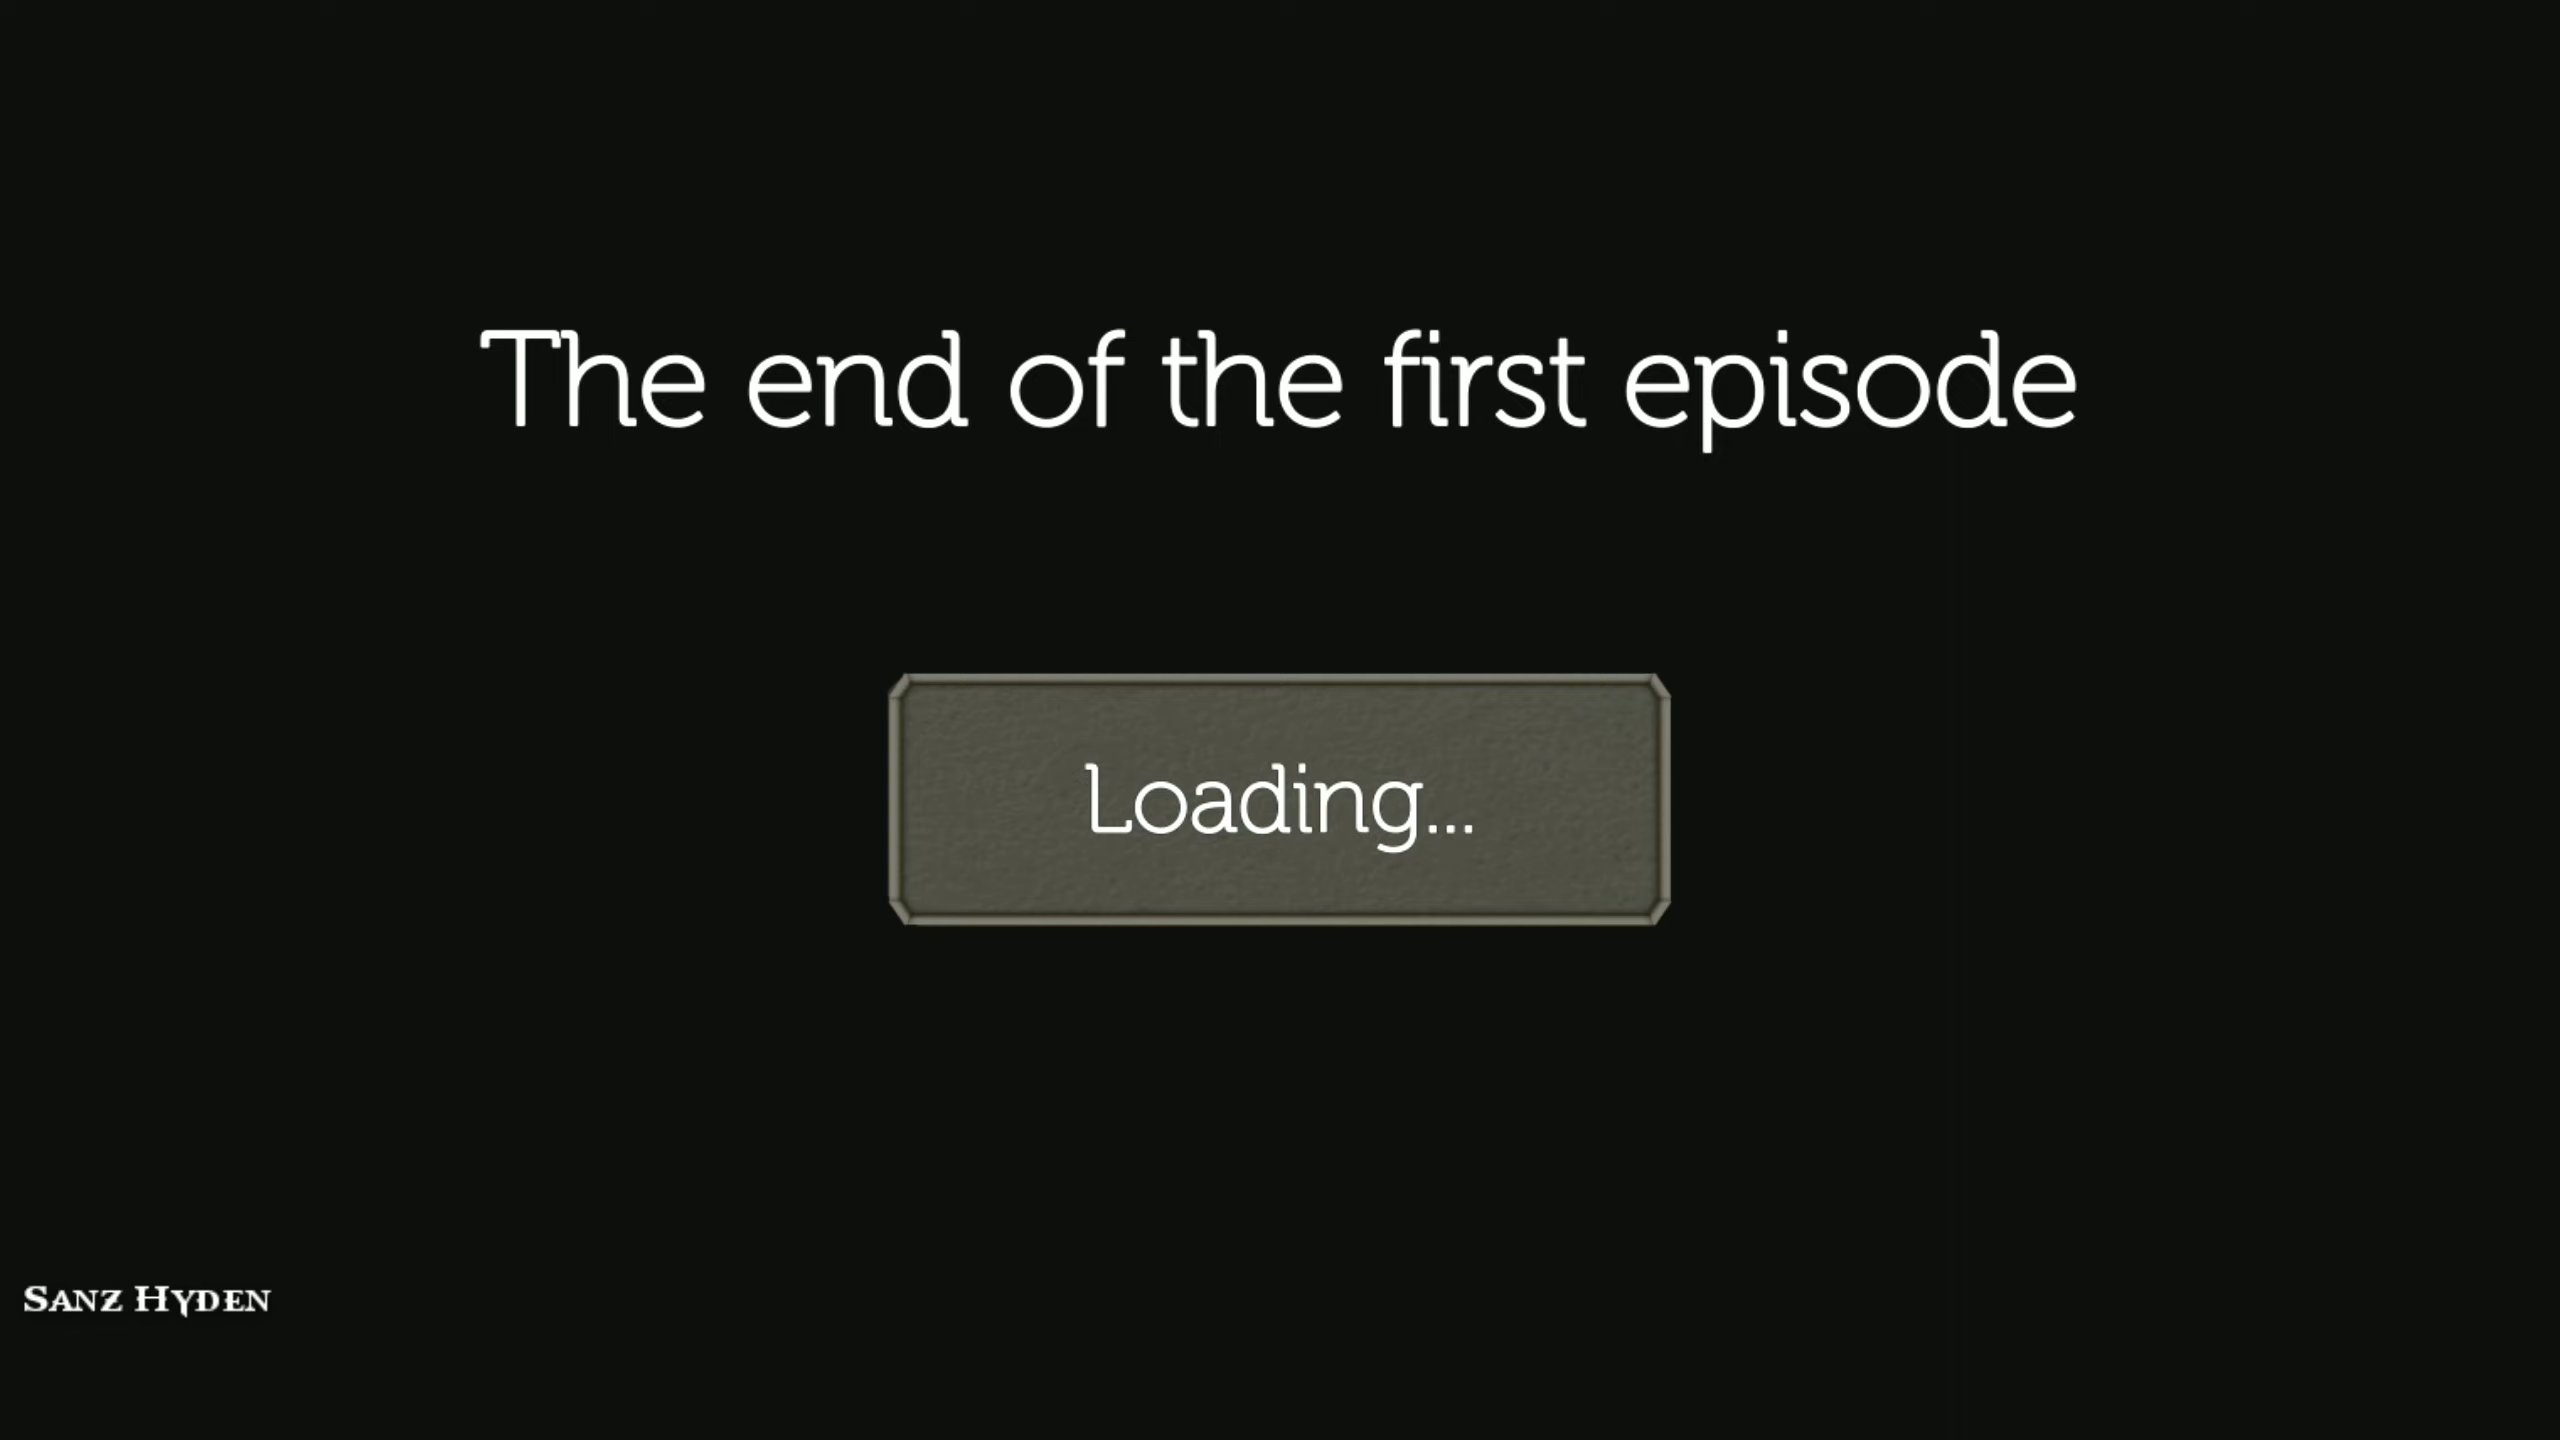 The end of the first episode
Loading...
Sanz Hyden